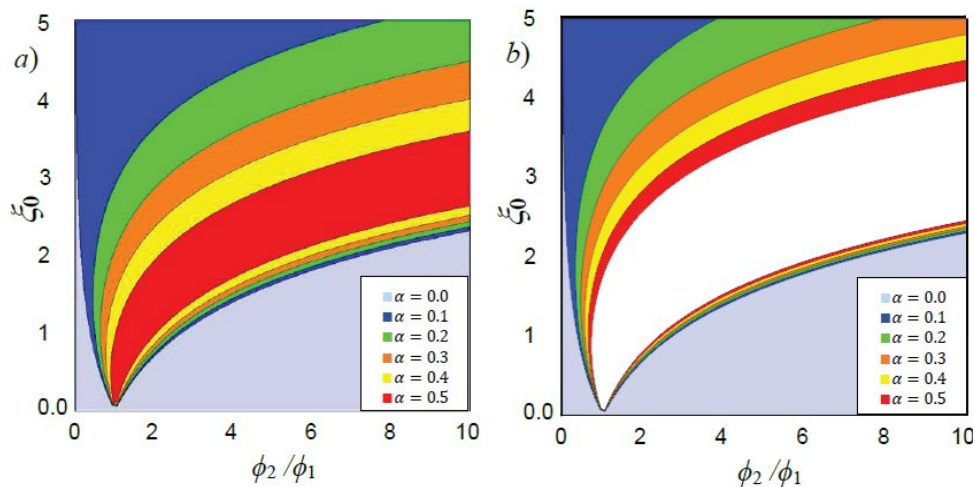 a)
5
4
3
2
1
0.0
ξ0
0
2
4
6
8
10
ϕ2 /ϕ1
α = 0.0
α = 0.1
α = 0.2
α = 0.3
α = 0.4
α = 0.5
b)
5
4
3
2
1
0.0
ξ0
0
2
4
6
8
10
ϕ2 /ϕ1
α = 0.0
α = 0.1
α = 0.2
α = 0.3
α = 0.4
α = 0.5